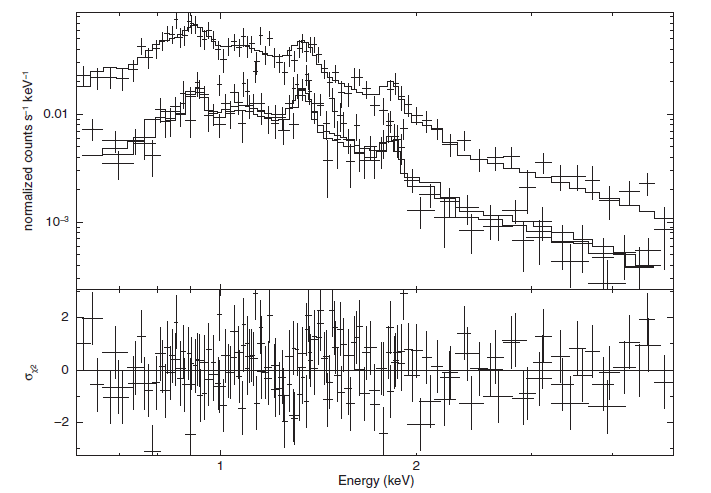 normalized counts s⁻¹ keV⁻¹
0.01
10⁻³
σχ²
2
0
−2
1
2
Energy (keV)